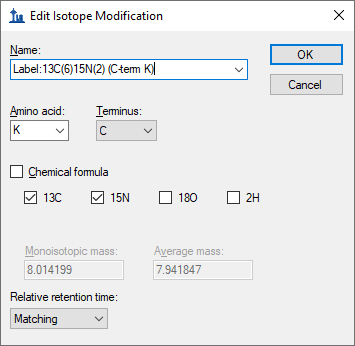 Edit Isotope Modification
Name:
Label:13C(6)15N(2) (C-term K)
OK
Cancel
Amino acid:
Terminus:
K
C
Chemical formula
13C
15N
18O
2H
Monoisotopic mass:
Average mass:
8.014199
7.941847
Relative retention time:
Matching